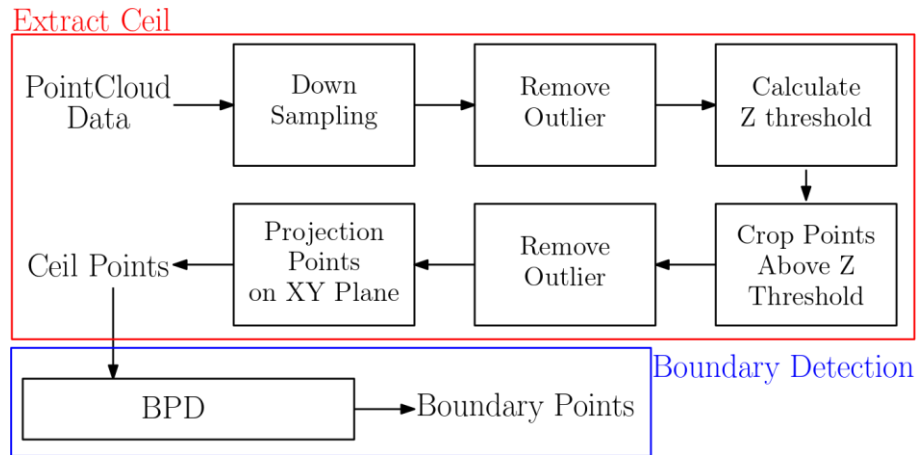 Extract Ceil
PointCloud
Data
Down
Sampling
Remove
Outlier
Calculate
Z threshold
Ceil Points
Projection
Points
on XY Plane
Remove
Outlier
Crop Points
Above Z
Threshold
Boundary Detection
BPD
Boundary Points